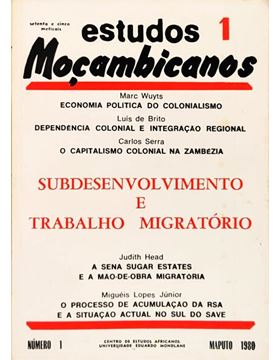 setenta e cinco
meticais
estudos 1
Moçambicanos
Marc Wuyts
ECONOMIA POLITICA DO COLONIALISMO
Luís de Brito
DEPENDENCIA COLONIAL E INTEGRAÇÃO REGIONAL
Carlos Serra
O CAPITALISMO COLONIAL NA ZAMBÉZIA
SUBDESENVOLVIMENTO
E
TRABALHO MIGRATÓRIO
Judith Head
A SENA SUGAR ESTATES
E A MÃO-DE-OBRA MIGRATÓRIA
Miguéis Lopes Júnior
O PROCESSO DE ACUMULAÇÃO DA RSA
E A SITUAÇÃO ACTUAL NO SUL DO SAVE
NÚMERO 1
CENTRO DE ESTUDOS AFRICANOS
UNIVERSIDADE EDUARDO MONDLANE
MAPUTO 1980